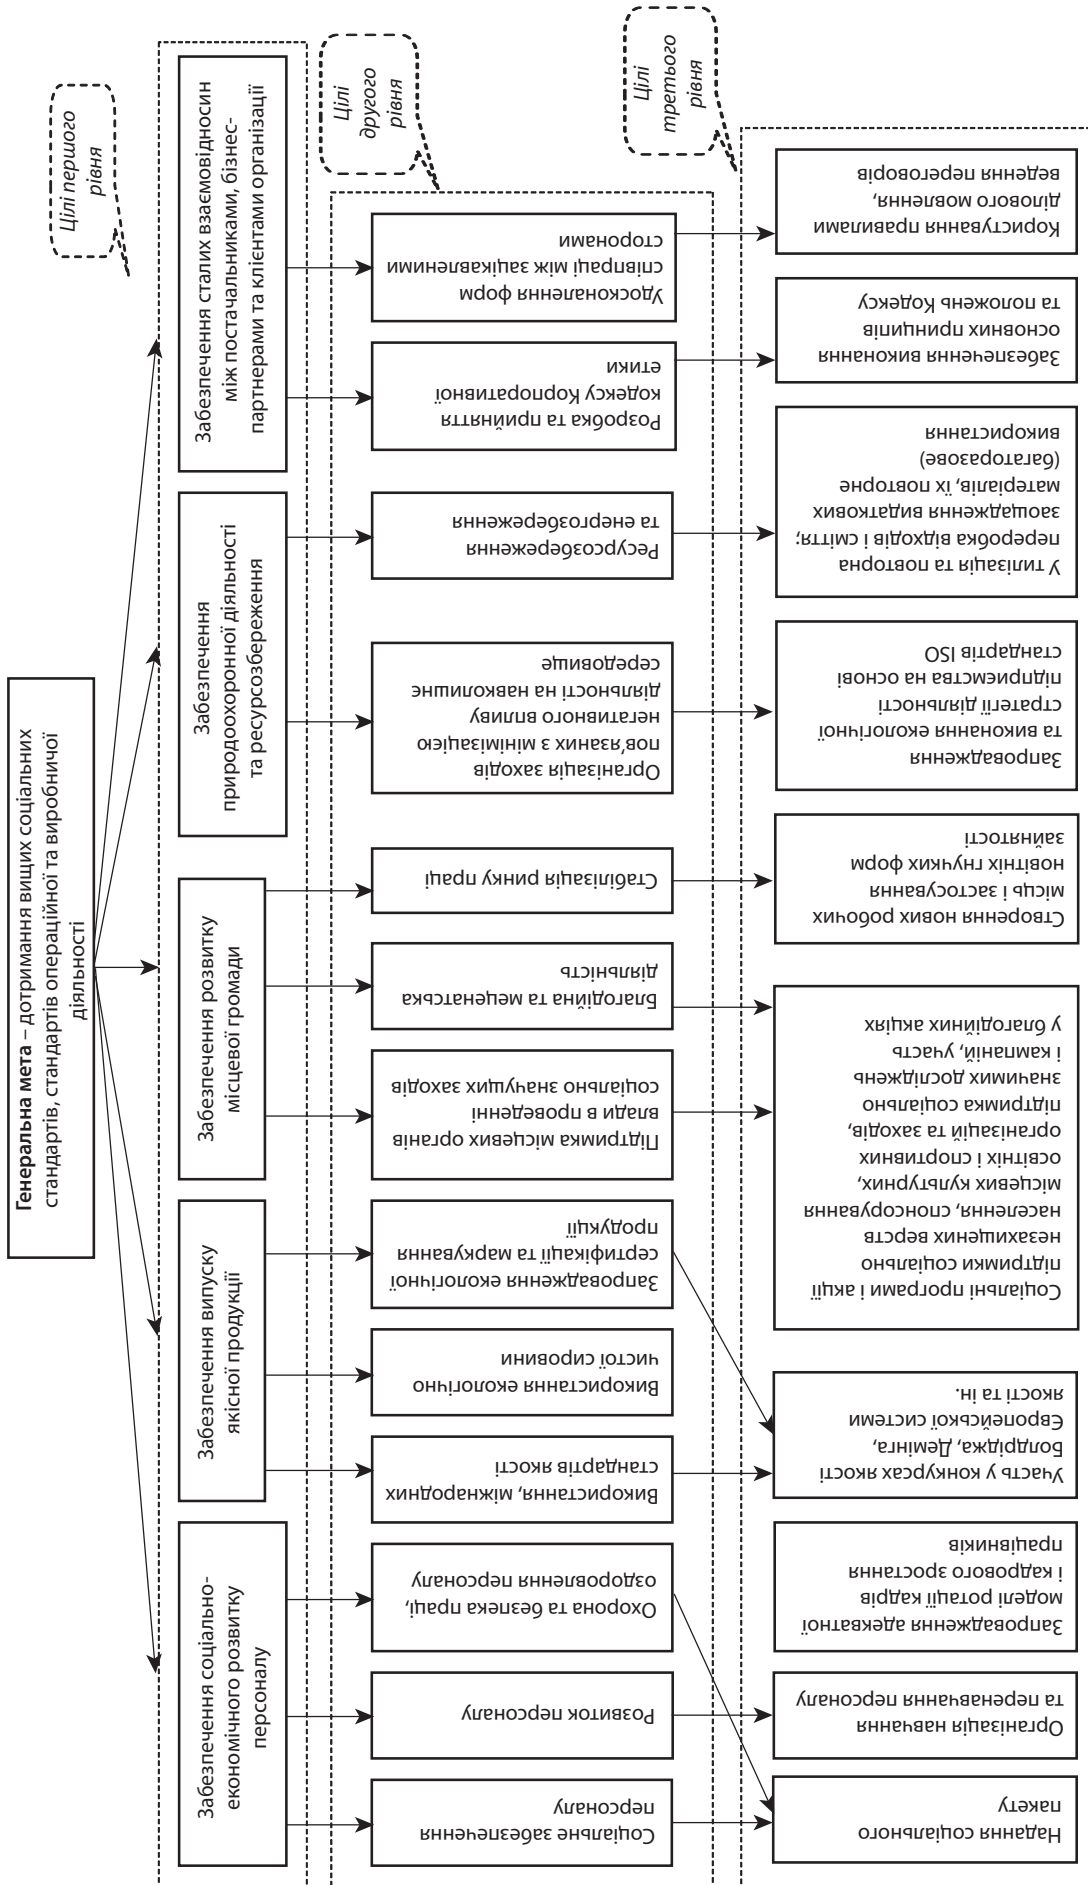 Генеральна мета – дотримання вищих соціальних
стандартів, стандартів операційної та виробничої
діяльності
Цілі першого
рівня
Забезпечення соціально-
економічного розвитку
персоналу
Забезпечення випуску
якісної продукції
Забезпечення розвитку
місцевої громади
Забезпечення
природоохоронної діяльності
та ресурсозбереження
Забезпечення сталих взаємовідносин
між постачальниками, бізнес-
партнерами та клієнтами організації
Цілі
другого
рівня
Соціальне забезпечення
персоналу
Розвиток персоналу
Охорона та безпека праці,
оздоровлення персоналу
Використання, міжнародних
стандартів якості
Використання екологічно
чистої сировини
Запровадження екологічної
сертифікації та маркування
продукції
Підтримка місцевих органів
влади в проведенні
соціально значущих заходів
Благодійна та меценатська
діяльність
Стабілізація ринку праці
Організація заходів
пов’язаних з мінімізацією
негативного впливу
діяльності на навколишнє
середовище
Ресурсозбереження
та енергозбереження
Розробка та прийняття
кодексу Корпоративної
етики
Удосконалення форм
співпраці між зацікавленими
сторонами
Цілі
третього
рівня
Надання соціального
пакету
Організація навчання
та перенавчання персоналу
Запровадження адекватної
моделі ротації кадрів
і кадрового зростання
працівників
Участь у конкурсах якості
Болдріджа, Демінга,
Європейської системи
якості та ін.
Соціальні програми і акції
підтримки соціально
незахищених верств
населення, спонсорування
місцевих культурних,
освітніх і спортивних
організацій та заходів,
підтримка соціально
значимих досліджень
і кампаній, участь
у благодійних акціях
Створення нових робочих
місць і застосування
новітніх гнучких форм
зайнятості
Запровадження
та виконання екологічної
стратегії діяльності
підприємства на основі
стандартів ISO
У тилізація та повторна
переробка відходів і сміття;
заощадження видаткових
матеріалів, їх повторне
(багаторазове)
використання
Забезпечення виконання
основних принципів
та положень Кодексу
Користування правилами
ділового мовлення,
ведення переговорів